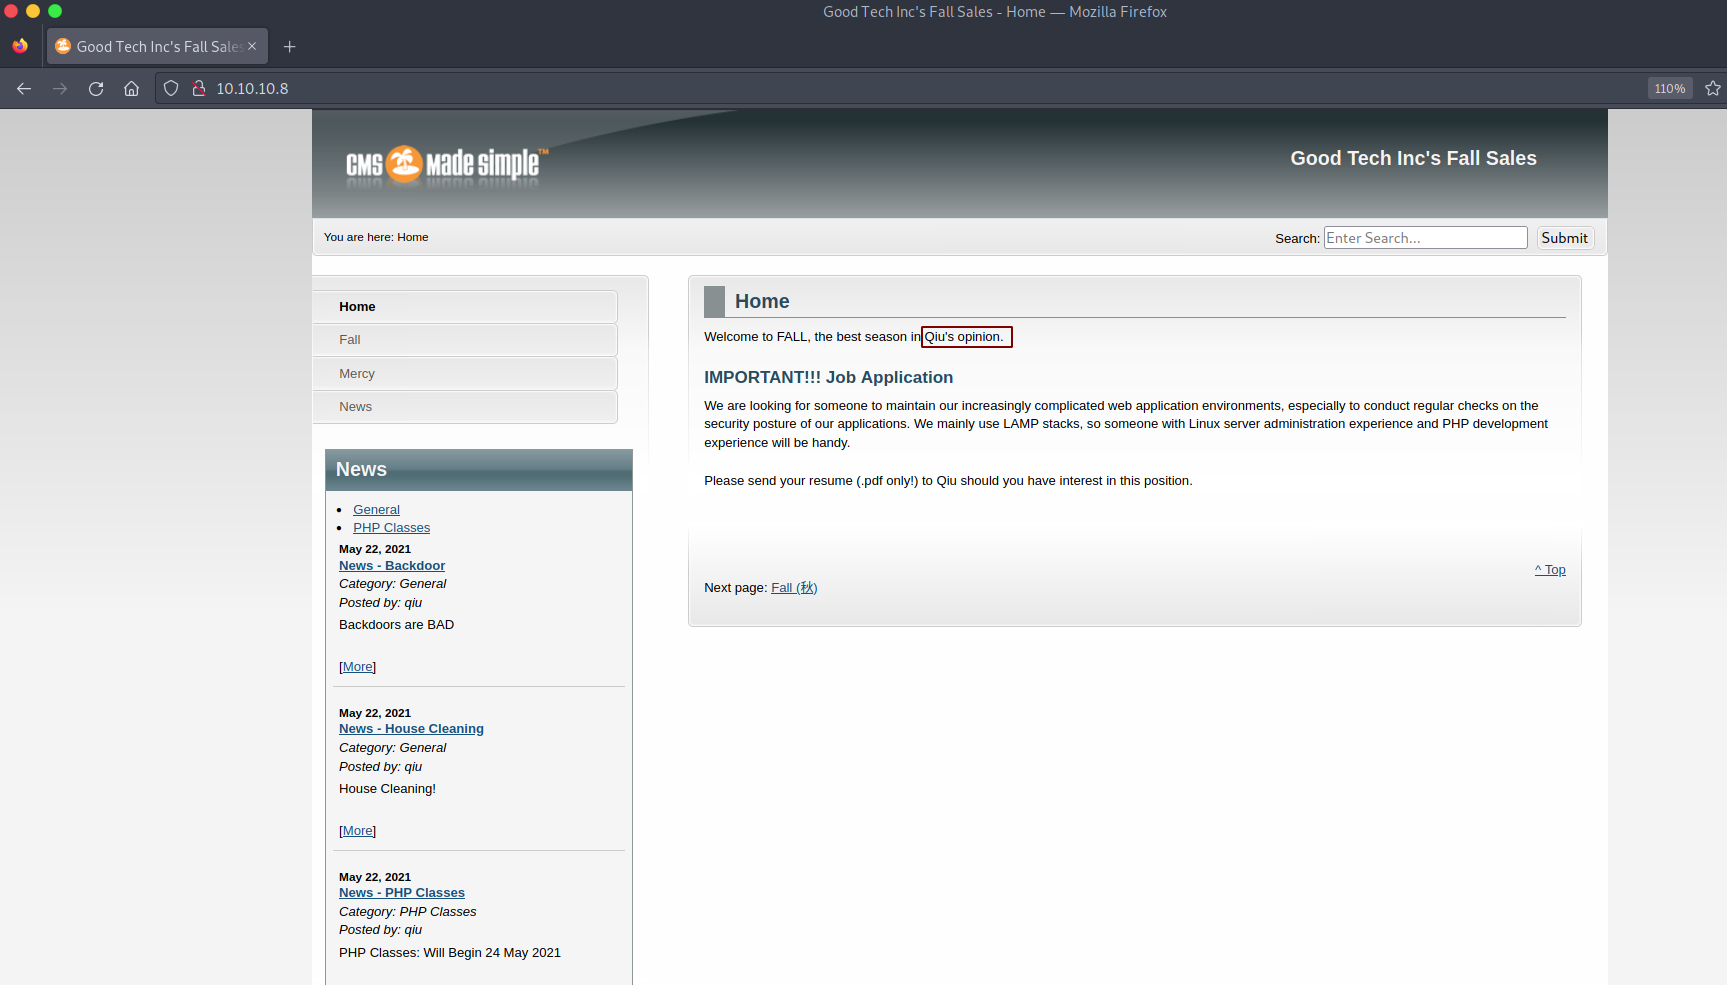 Good Tech Inc's Fall Sales - Home — Mozilla Firefox
Good Tech Inc's Fall Sales
10.10.10.8
110%
CMS Made Simple™
Good Tech Inc's Fall Sales
You are here: Home
Search: Enter Search... Submit
Home
Fall
Mercy
News
News
General
PHP Classes
May 22, 2021
News - Backdoor
Category: General
Posted by: qiu
Backdoors are BAD
[More]
May 22, 2021
News - House Cleaning
Category: General
Posted by: qiu
House Cleaning!
[More]
May 22, 2021
News - PHP Classes
Category: PHP Classes
Posted by: qiu
PHP Classes: Will Begin 24 May 2021
Home
Welcome to FALL, the best season in Qiu's opinion.
IMPORTANT!!! Job Application
We are looking for someone to maintain our increasingly complicated web application environments, especially to conduct regular checks on the
security posture of our applications. We mainly use LAMP stacks, so someone with Linux server administration experience and PHP development
experience will be handy.
Please send your resume (.pdf only!) to Qiu should you have interest in this position.
^ Top
Next page: Fall (秋)